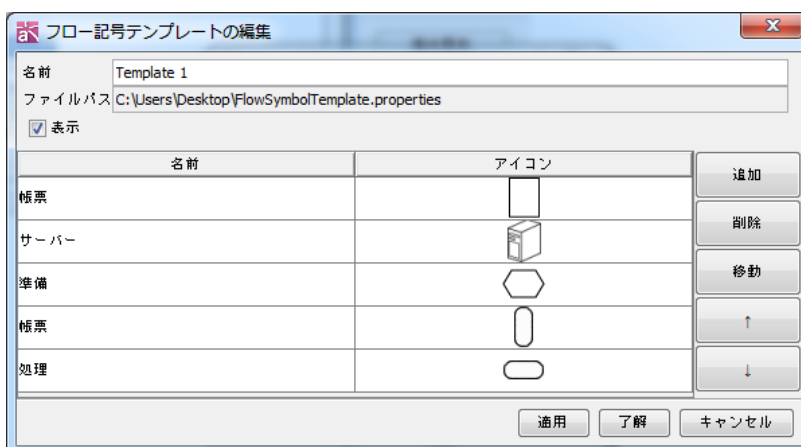 フロー記号テンプレートの編集
名前 Template 1
ファイルパス C:\Users\Desktop\FlowSymbolTemplate.properties
表示
名前 アイコン
帳票
サーバー
準備
帳票
処理
追加
削除
移動
↑
↓
適用 了解 キャンセル